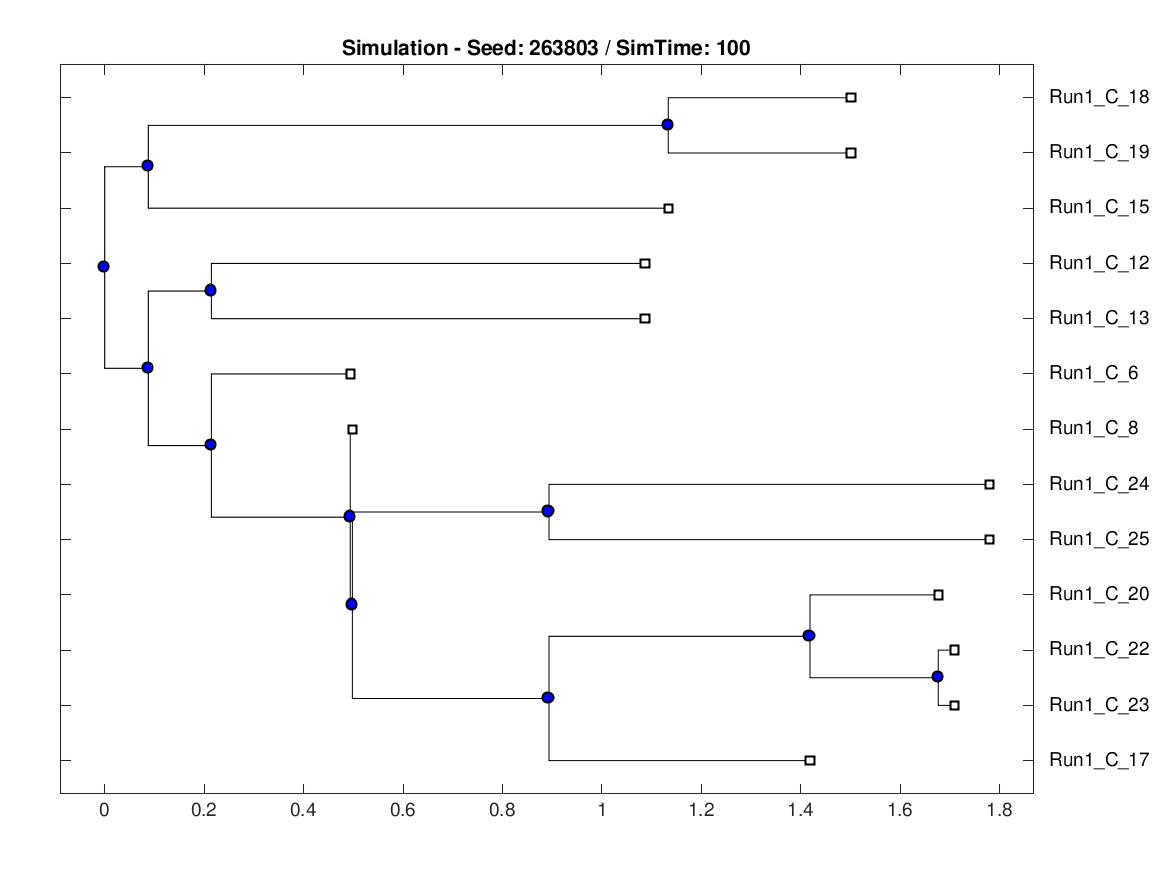 Simulation - Seed: 263803 / SimTime: 100
Run1_C_18
Run1_C_19
Run1_C_15
Run1_C_12
Run1_C_13
Run1_C_6
Run1_C_8
Run1_C_24
Run1_C_25
Run1_C_20
Run1_C_22
Run1_C_23
Run1_C_17
0 0.2 0.4 0.6 0.8 1 1.2 1.4 1.6 1.8